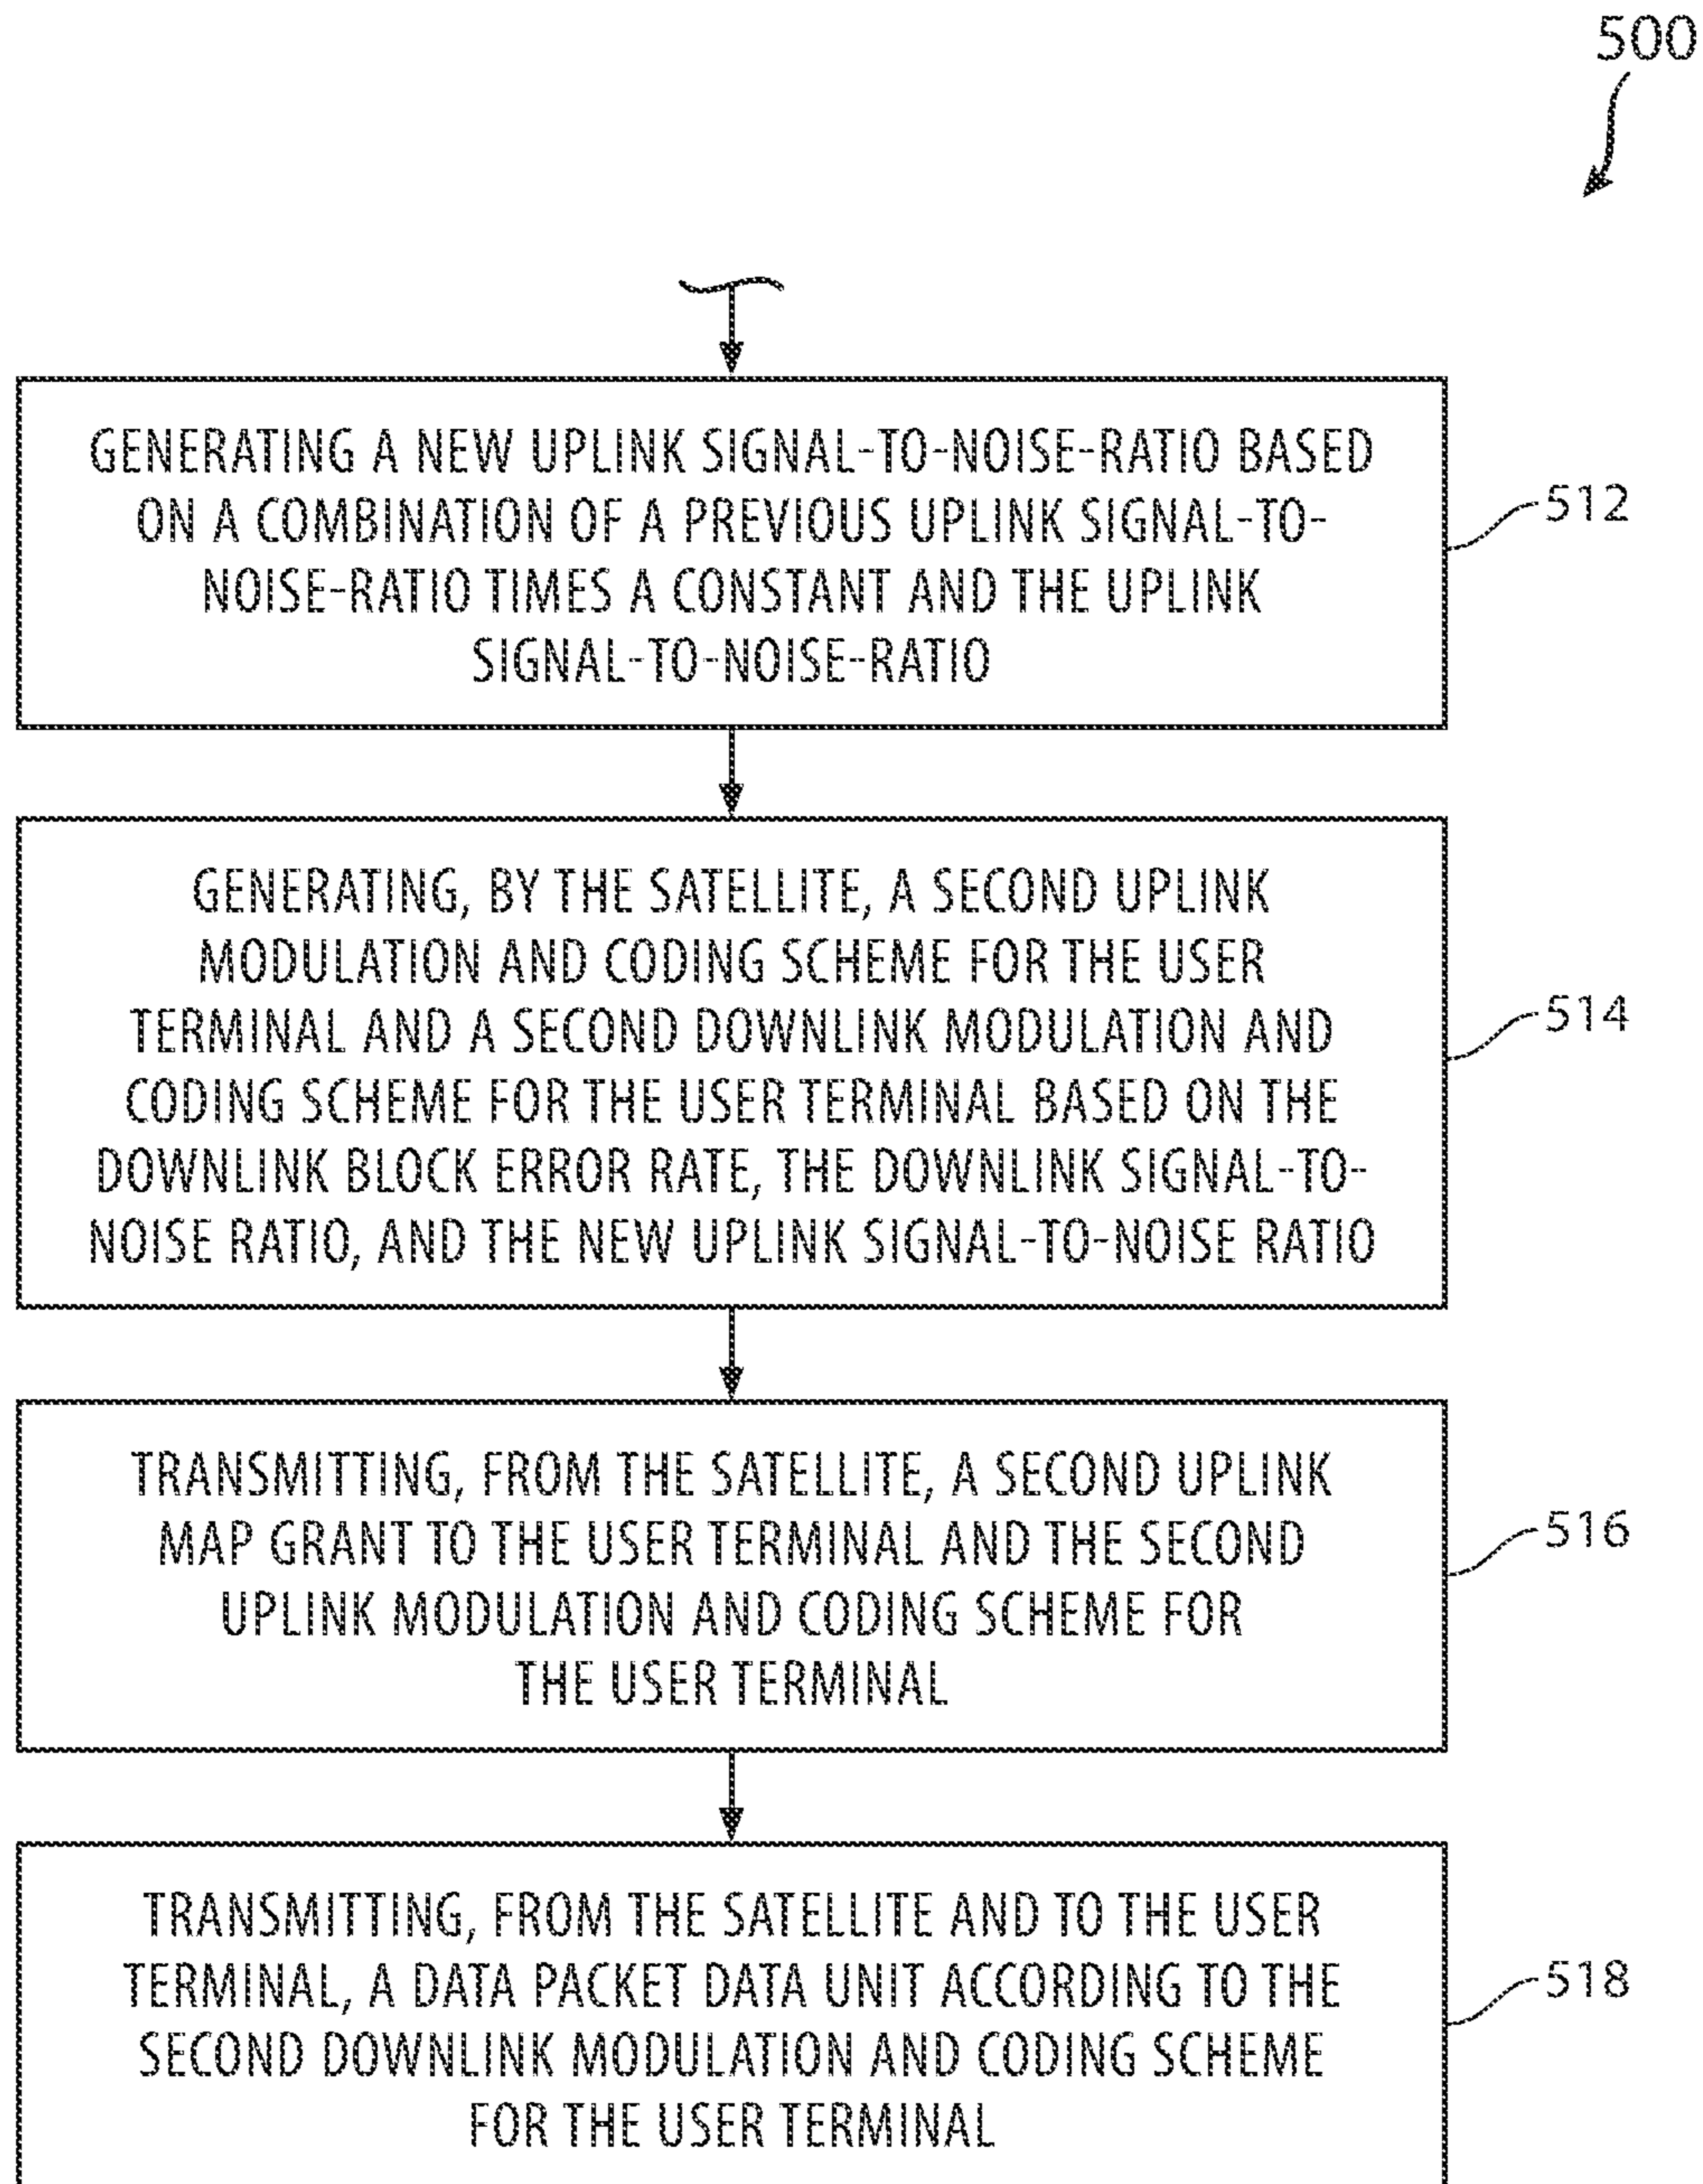 500
GENERATING A NEW UPLINK SIGNAL-TO-NOISE-RATIO BASED
ON A COMBINATION OF A PREVIOUS UPLINK SIGNAL-TO-
NOISE-RATIO TIMES A CONSTANT AND THE UPLINK
SIGNAL-TO-NOISE-RATIO
512
GENERATING, BY THE SATELLITE, A SECOND UPLINK
MODULATION AND CODING SCHEME FOR THE USER
TERMINAL AND A SECOND DOWNLINK MODULATION AND
CODING SCHEME FOR THE USER TERMINAL BASED ON THE
DOWNLINK BLOCK ERROR RATE, THE DOWNLINK SIGNAL-TO-
NOISE RATIO, AND THE NEW UPLINK SIGNAL-TO-NOISE RATIO
514
TRANSMITTING, FROM THE SATELLITE, A SECOND UPLINK
MAP GRANT TO THE USER TERMINAL AND THE SECOND
UPLINK MODULATION AND CODING SCHEME FOR
THE USER TERMINAL
516
TRANSMITTING, FROM THE SATELLITE AND TO THE USER
TERMINAL, A DATA PACKET DATA UNIT ACCORDING TO THE
SECOND DOWNLINK MODULATION AND CODING SCHEME
FOR THE USER TERMINAL
518